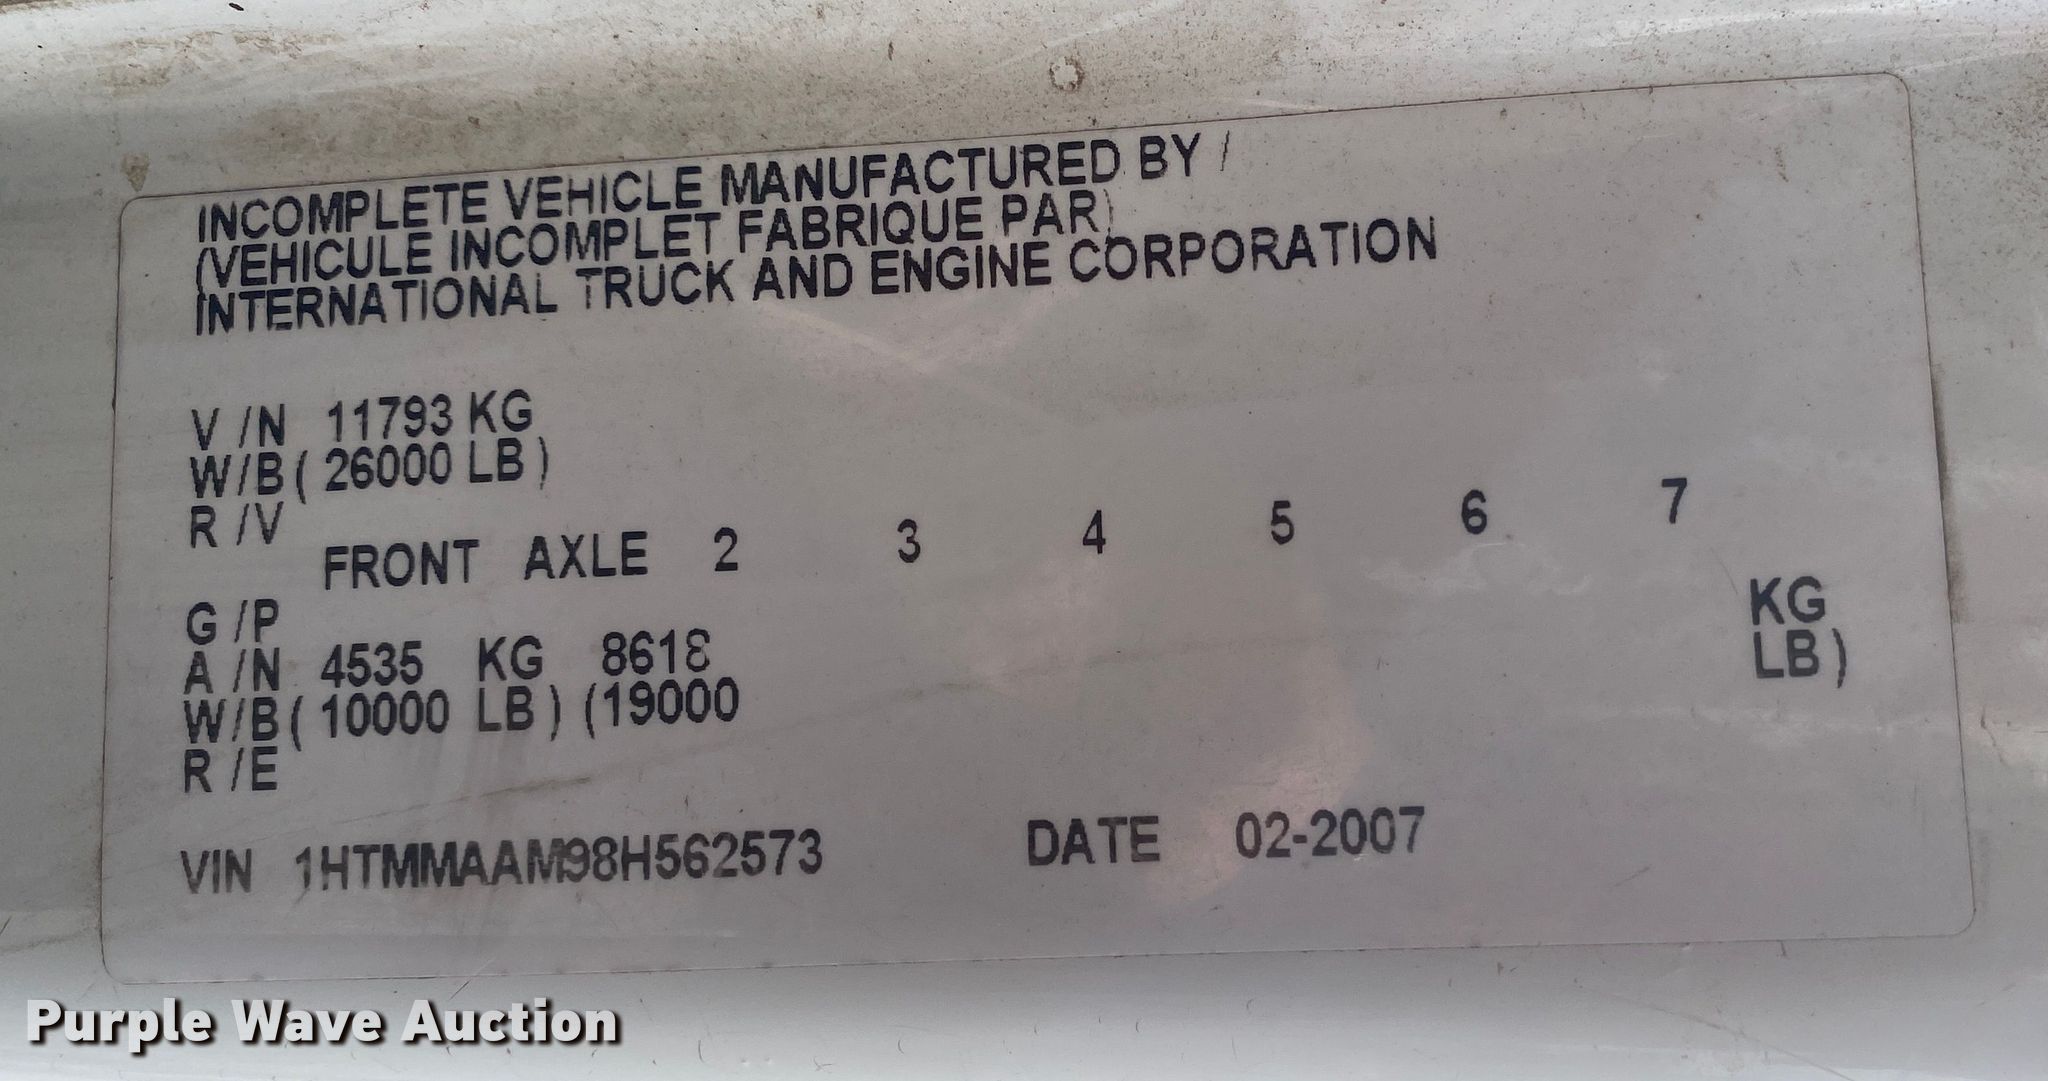 INCOMPLETE VEHICLE MANUFACTURED BY /
(VEHICULE INCOMPLET FABRIQUE PAR)
INTERNATIONAL TRUCK AND ENGINE CORPORATION
V /N 11793 KG
W/B ( 26000 LB )
R /V
FRONT AXLE 2 3 4 5 6 7
G /P KG
A /N 4535 KG 8618 LB )
W/B ( 10000 LB ) (19000
R /E
VIN 1HTMMAAM98H562573 DATE 02-2007
Purple Wave Auction